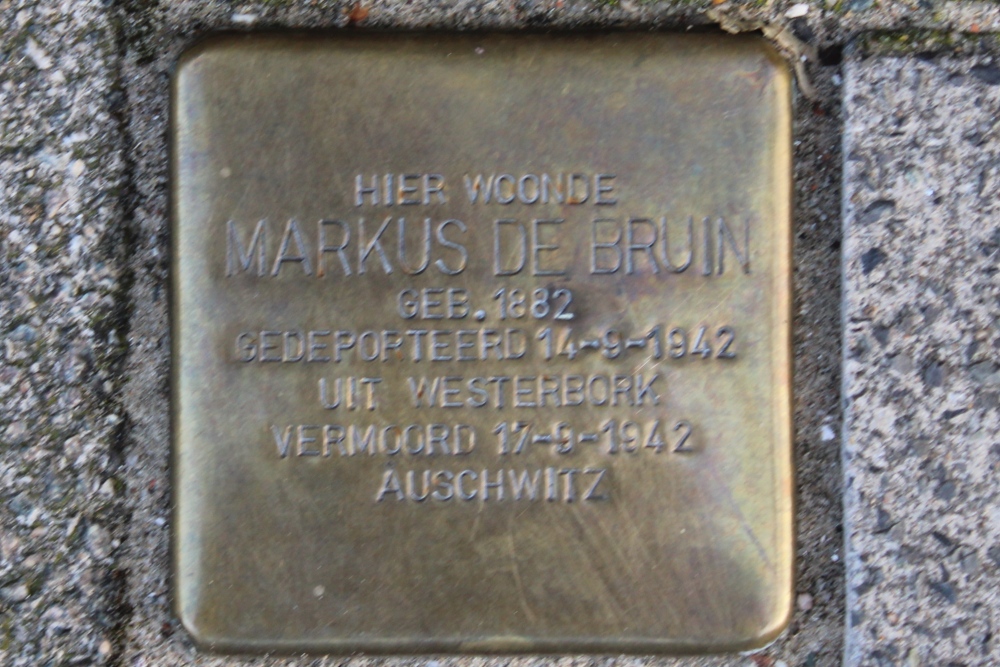 HIER WOONDE
MARKUS DE BRUIN
GEB. 1882
GEDEPORTEERD 14-9-1942
UIT WESTERBORK
VERMOORD 17-9-1942
AUSCHWITZ